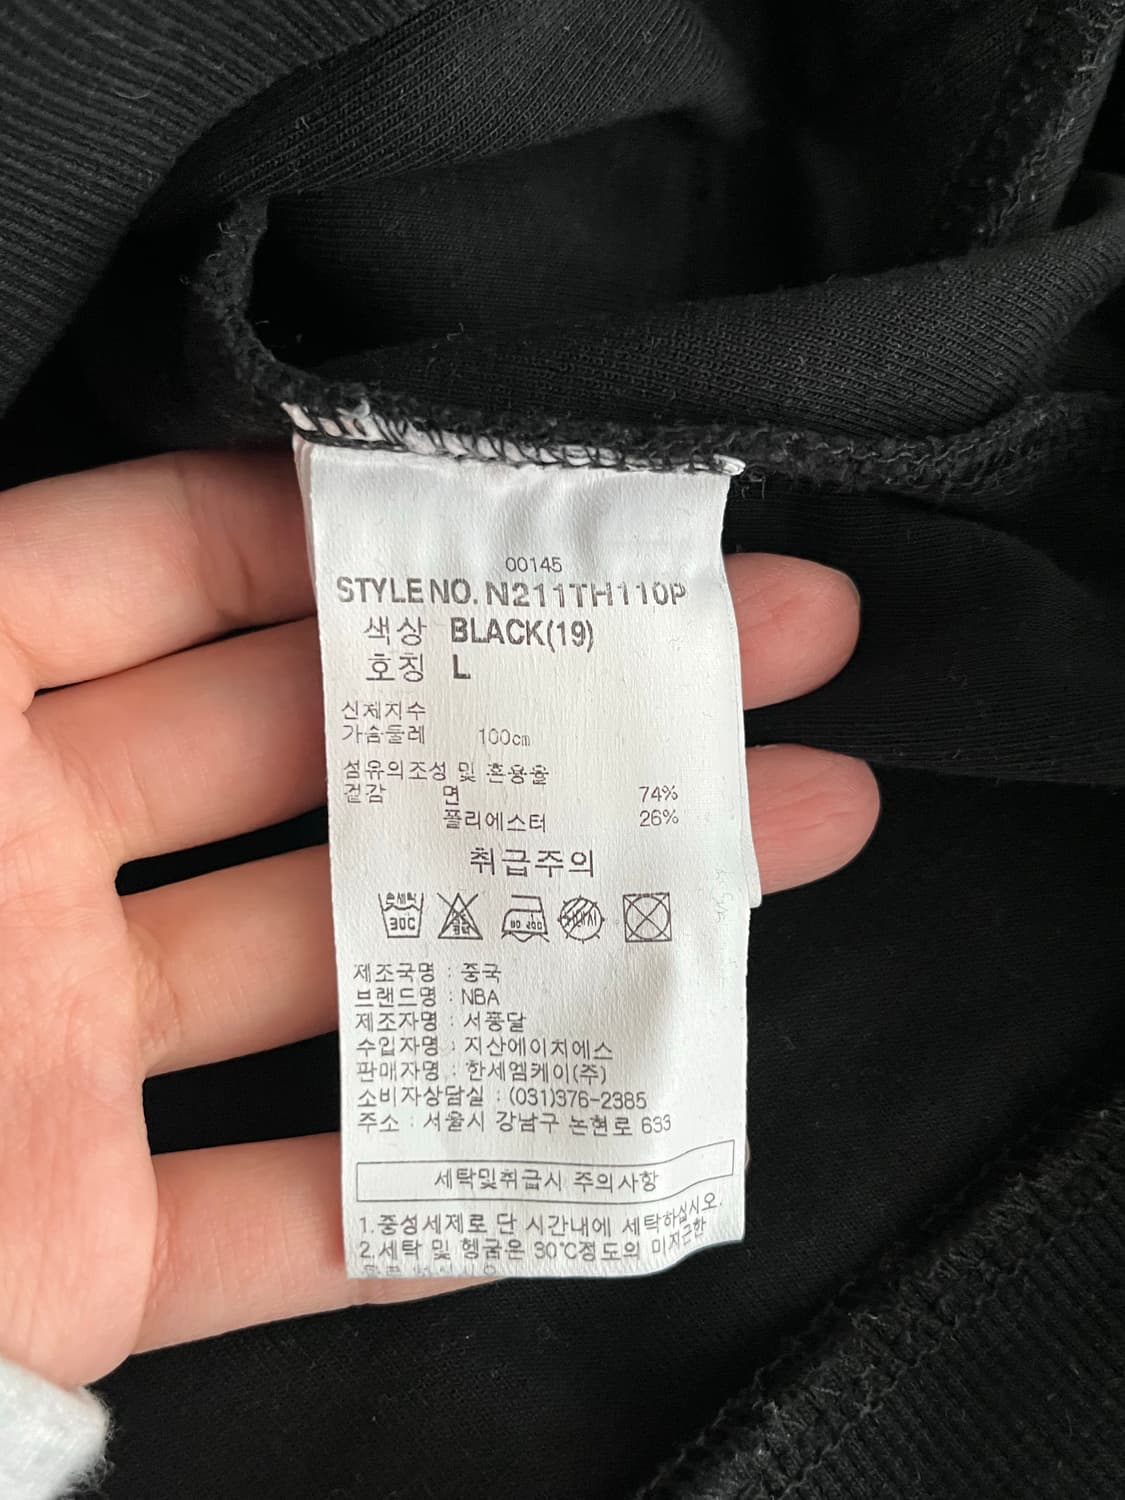 00145
STYLE NO. N211TH110P
색상 BLACK(19)
호칭 L
신체치수
가슴둘레 100cm
섬유의조성 및 혼용율
겉감 면 74%
폴리에스터 26%
취급주의
손세탁
30C
제조국명 : 중국
브랜드명 : NBA
제조자명 : 서풍달
수입자명 : 지산에이치에스
판매자명 : 한세엠케이(주)
소비자상담실 : (031)376-2385
주소 : 서울시 강남구 논현로 633
세탁및취급시 주의사항
1.중성세제로 단 시간내에 세탁하십시오.
2.세탁 및 헹굼은 30℃정도의 미지근한